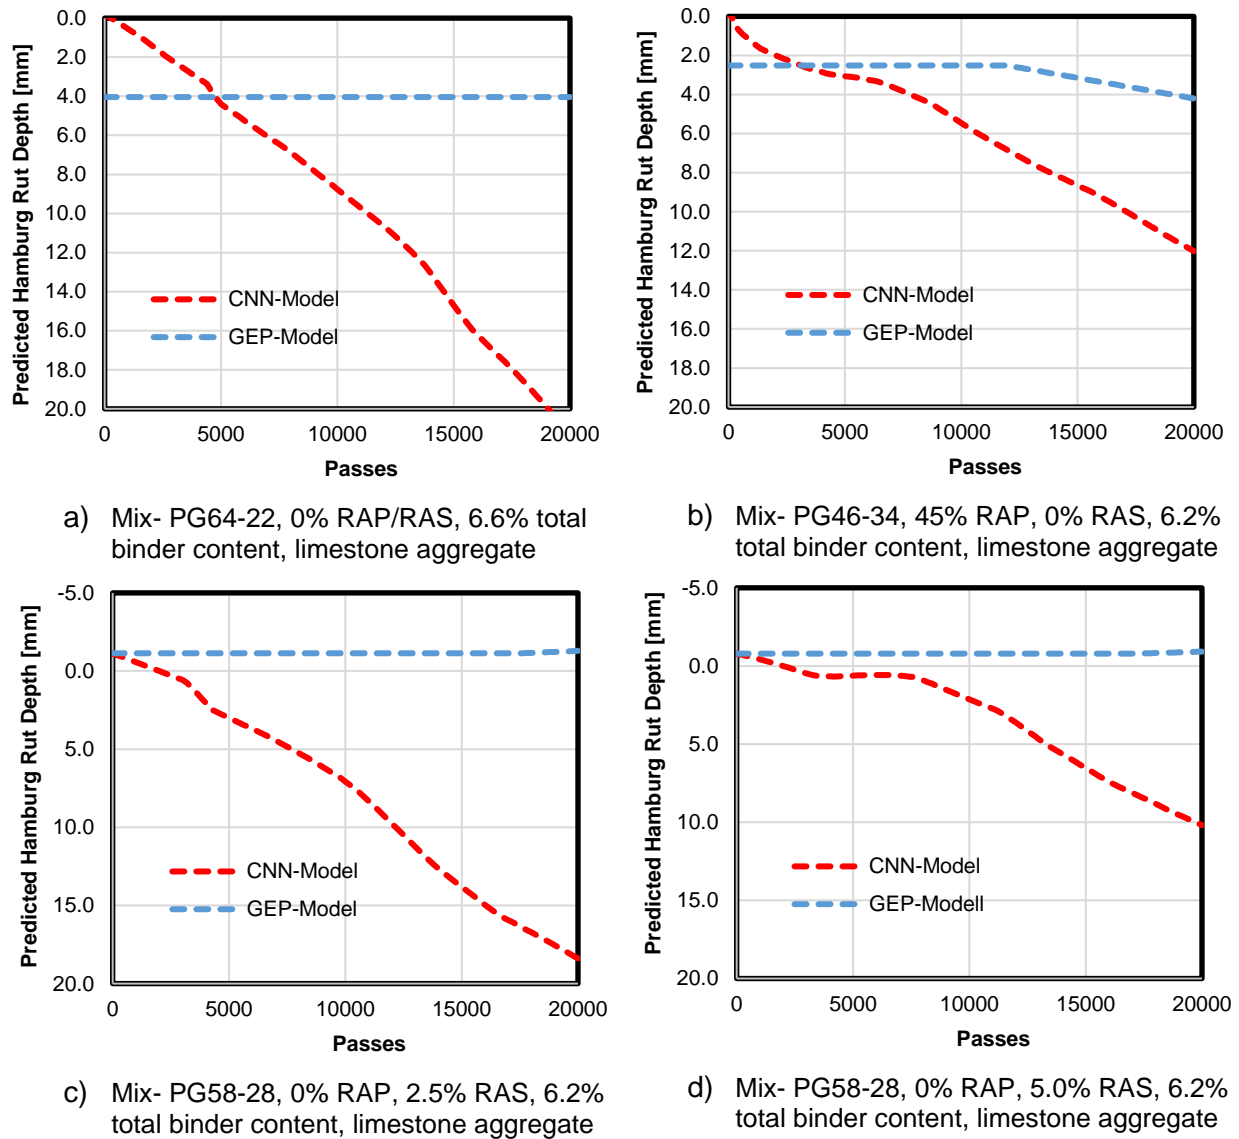 Predicted Hamburg Rut Depth [mm]
0.0
2.0
4.0
6.0
8.0
10.0
12.0
14.0
16.0
18.0
20.0
CNN-Model
GEP-Model
0 5000 10000 15000 20000
Passes
a) Mix- PG64-22, 0% RAP/RAS, 6.6% total
binder content, limestone aggregate
Predicted Hamburg Rut Depth [mm]
0.0
2.0
4.0
6.0
8.0
10.0
12.0
14.0
16.0
18.0
20.0
CNN-Model
GEP-Model
0 5000 10000 15000 20000
Passes
b) Mix- PG46-34, 45% RAP, 0% RAS, 6.2%
total binder content, limestone aggregate
Predicted Hamburg Rut Depth [mm]
-5.0
0.0
5.0
10.0
15.0
20.0
CNN-Model
GEP-Model
0 5000 10000 15000 20000
Passes
c) Mix- PG58-28, 0% RAP, 2.5% RAS, 6.2%
total binder content, limestone aggregate
Predicted Hamburg Rut Depth [mm]
-5.0
0.0
5.0
10.0
15.0
20.0
CNN-Model
GEP-Modell
0 5000 10000 15000 20000
Passes
d) Mix- PG58-28, 0% RAP, 5.0% RAS, 6.2%
total binder content, limestone aggregate